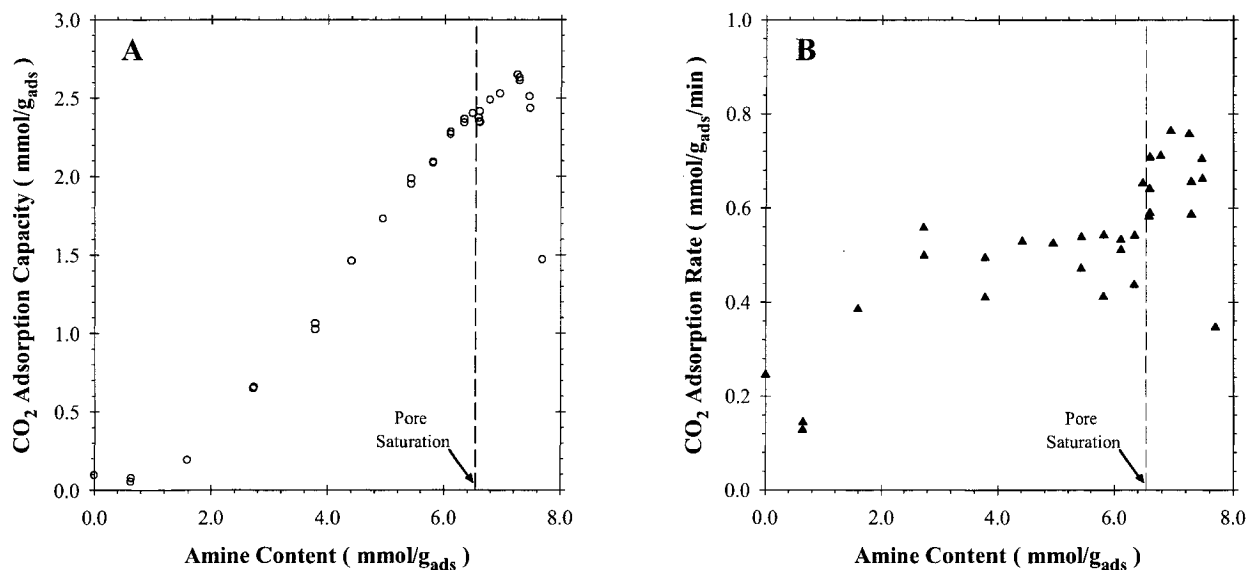 A
CO2 Adsorption Capacity ( mmol/gads )
3.0
2.5
2.0
1.5
1.0
0.5
0.0
Pore
Saturation
0.0 2.0 4.0 6.0 8.0
Amine Content ( mmol/gads )
B
CO2 Adsorption Rate ( mmol/gads/min )
1.0
0.8
0.6
0.4
0.2
0.0
Pore
Saturation
0.0 2.0 4.0 6.0 8.0
Amine Content ( mmol/gads )